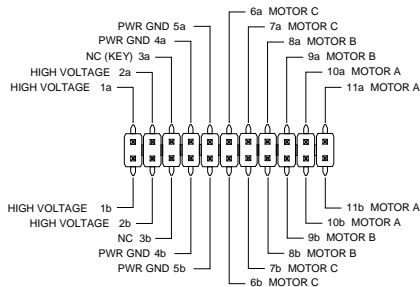 6a MOTOR C
PWR GND 5a
7a MOTOR C
PWR GND 4a
8a MOTOR B
NC (KEY) 3a
9a MOTOR B
HIGH VOLTAGE 2a
10a MOTOR A
HIGH VOLTAGE 1a
11a MOTOR A
HIGH VOLTAGE 1b
11b MOTOR A
HIGH VOLTAGE 2b
10b MOTOR A
NC 3b
9b MOTOR B
PWR GND 4b
8b MOTOR B
PWR GND 5b
7b MOTOR C
6b MOTOR C